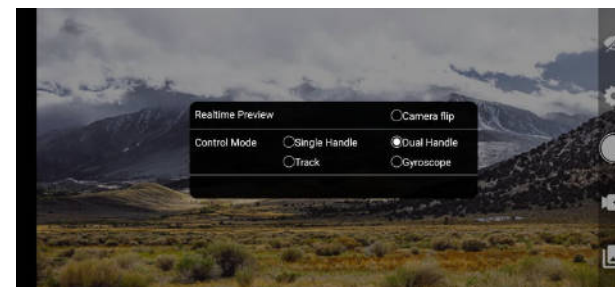 Realtime Preview Camera flip
Control Mode Single Handle Dual Handle
Track Gyroscope